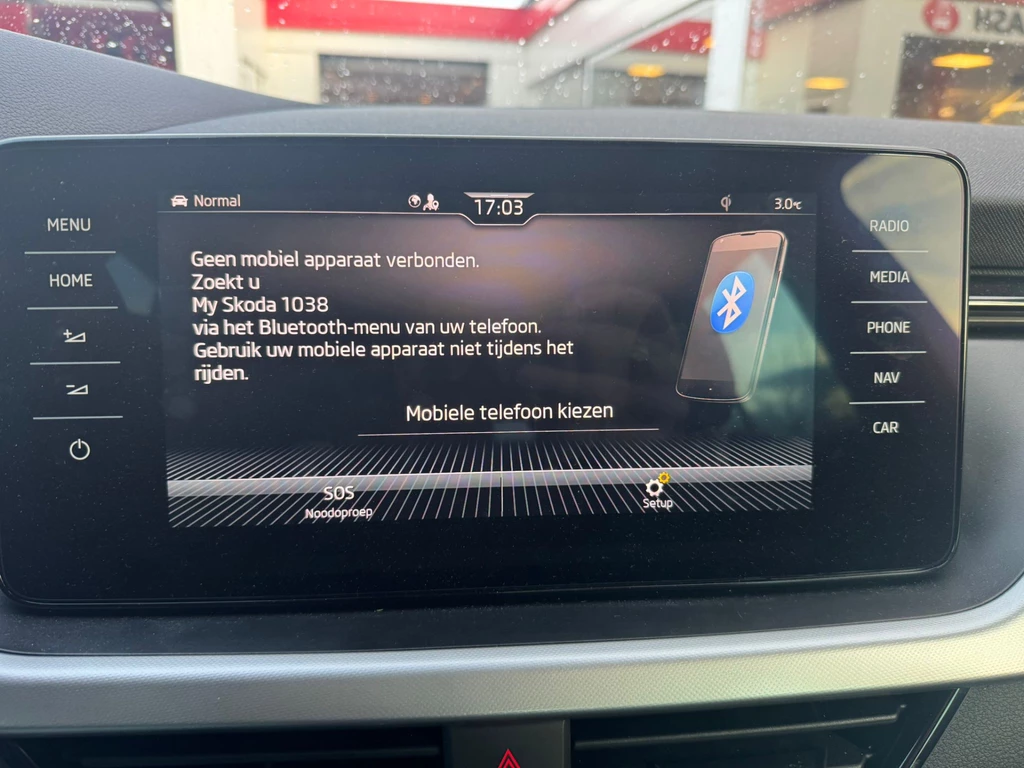 ASH
Normal
17:03
3.0°C
MENU
HOME
Geen mobiel apparaat verbonden.
Zoekt u
My Skoda 1038
via het Bluetooth-menu van uw telefoon.
Gebruik uw mobiele apparaat niet tijdens het
rijden.
Mobiele telefoon kiezen
SOS
Noodoproep
Setup
RADIO
MEDIA
PHONE
NAV
CAR